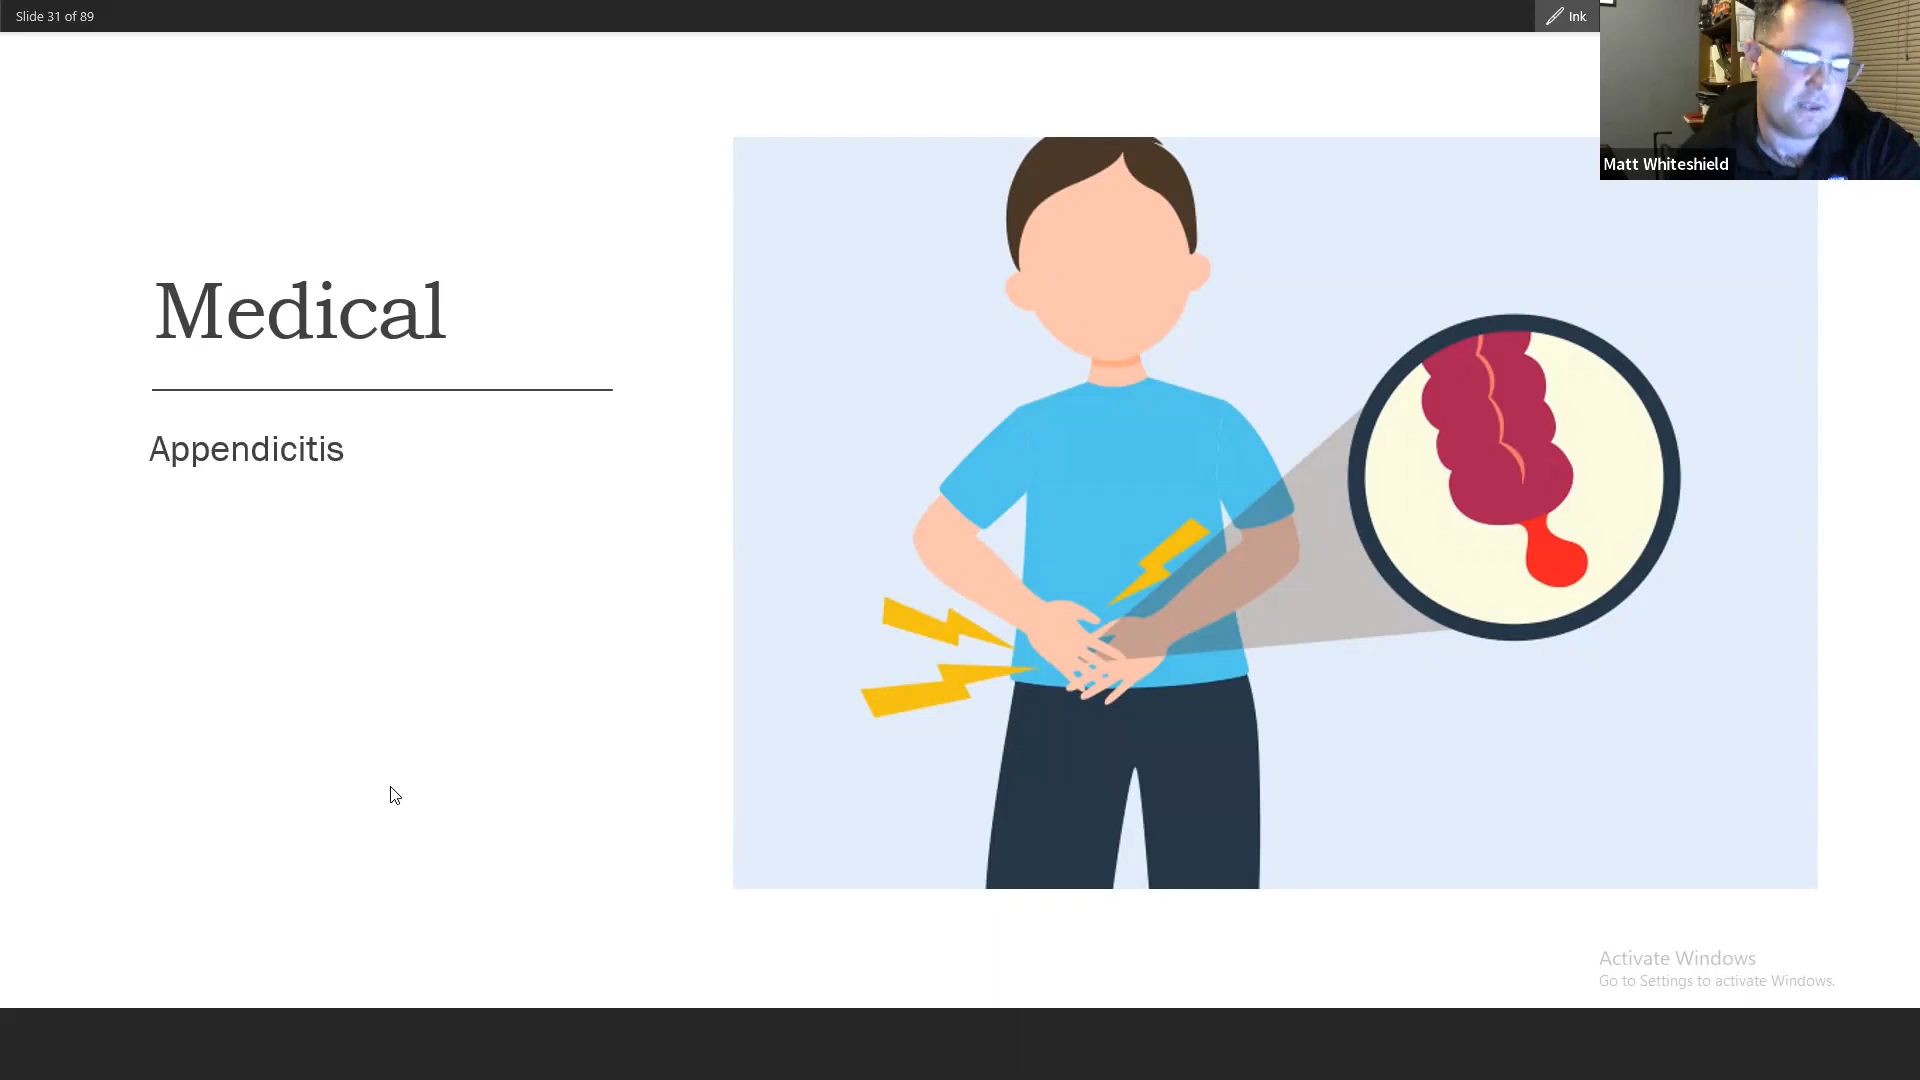 Slide 31 of 89
Ink
Matt Whiteshield
Medical
Appendicitis
Activate Windows
Go to Settings to activate Windows.